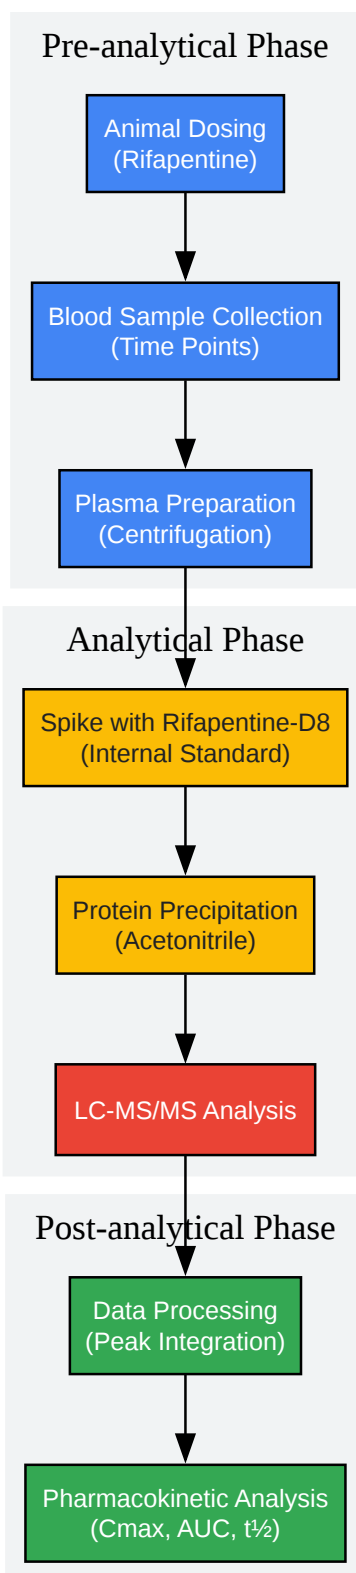 Pre-analytical Phase
Animal Dosing
(Rifapentine)
Blood Sample Collection
(Time Points)
Plasma Preparation
(Centrifugation)
Analytical Phase
Spike with Rifapentine-D8
(Internal Standard)
Protein Precipitation
(Acetonitrile)
LC-MS/MS Analysis
Post-analytical Phase
Data Processing
(Peak Integration)
Pharmacokinetic Analysis
(Cmax, AUC, t½)